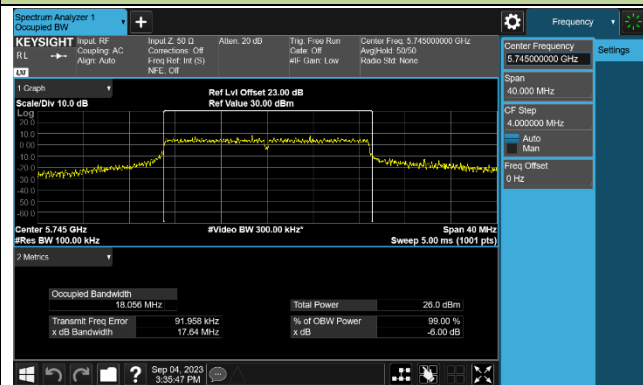 Spectrum Analyzer 1
Occupied BW
+
Frequency
KEYSIGHT
RL
LXI
Input: RF
Coupling: AC
Align: Auto
Input Z: 50 Ω
Corrections: Off
Freq Ref: Int (S)
NFE: Off
Atten: 20 dB
Trig: Free Run
Gate: Off
#IF Gain: Low
Center Freq: 5.745000000 GHz
Avg|Hold: 50/50
Radio Std: None
Center Frequency
5.745000000 GHz
Settings
Span
40.000 MHz
CF Step
4.000000 MHz
Auto
Man
Freq Offset
0 Hz
1 Graph
Scale/Div 10.0 dB
Ref Lvl Offset 23.00 dB
Ref Value 30.00 dBm
Log
20.0
10.0
0.00
-10.0
-20.0
-30.0
-40.0
-50.0
-60.0
Center 5.745 GHz
#Res BW 100.00 kHz
#Video BW 300.00 kHz*
Span 40 MHz
Sweep 5.00 ms (1001 pts)
2 Metrics
Occupied Bandwidth
18.056 MHz
Total Power 26.0 dBm
Transmit Freq Error 91.958 kHz
% of OBW Power 99.00 %
x dB Bandwidth 17.64 MHz
x dB -6.00 dB
?
Sep 04, 2023
3:35:47 PM